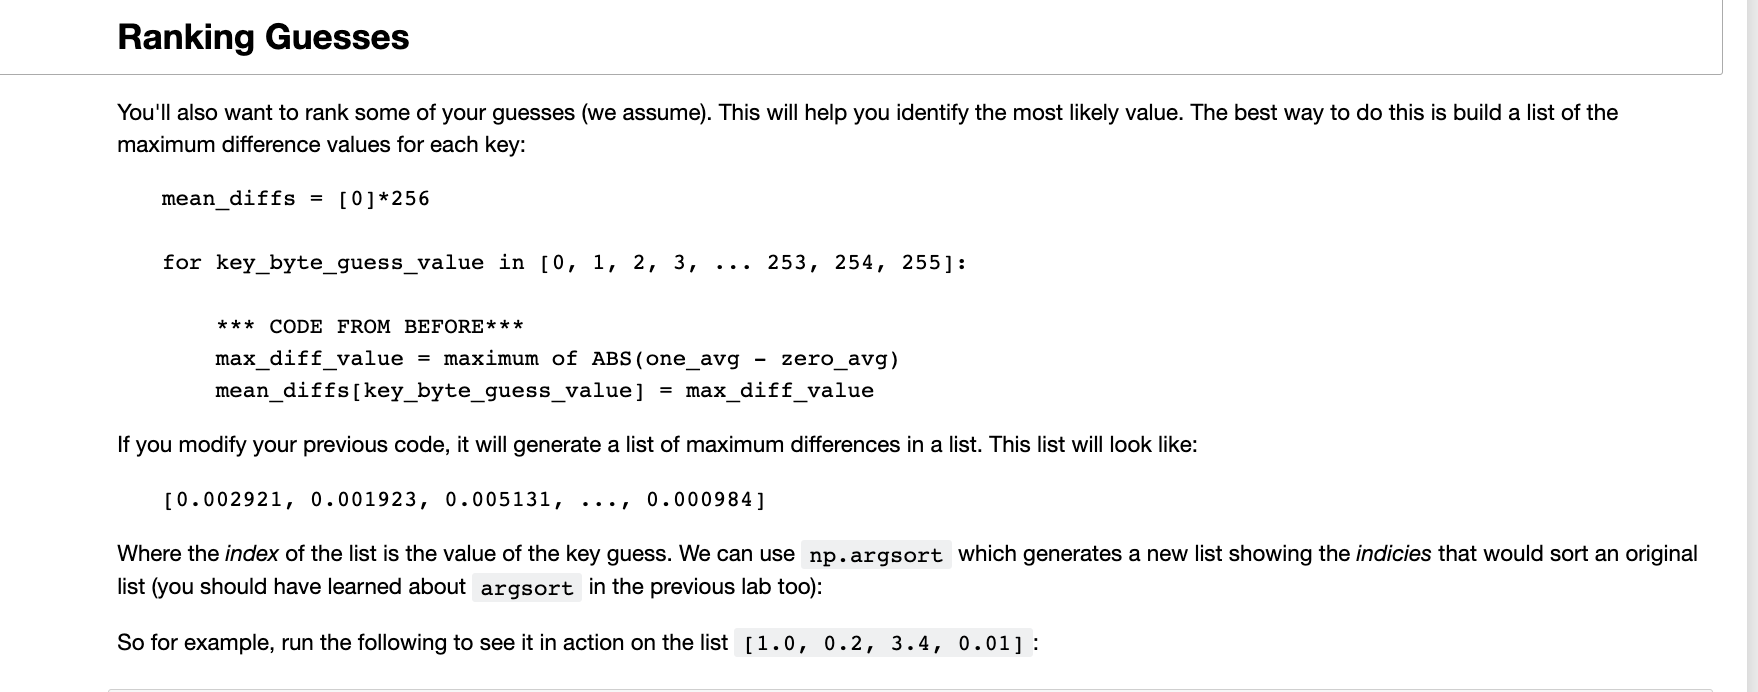 Ranking Guesses
You'll also want to rank some of your guesses (we assume). This will help you identify the most likely value. The best way to do this is build a list of the
maximum difference values for each key:
mean_diffs = [0]*256
for key_byte_guess_value in [0, 1, 2, 3, ... 253, 254, 255]:
*** CODE FROM BEFORE***
max_diff_value = maximum of ABS(one_avg - zero_avg)
mean_diffs[key_byte_guess_value] = max_diff_value
If you modify your previous code, it will generate a list of maximum differences in a list. This list will look like:
[0.002921, 0.001923, 0.005131, ..., 0.000984]
Where the index of the list is the value of the key guess. We can use np.argsort which generates a new list showing the indicies that would sort an original
list (you should have learned about argsort in the previous lab too):
So for example, run the following to see it in action on the list [1.0, 0.2, 3.4, 0.01]: